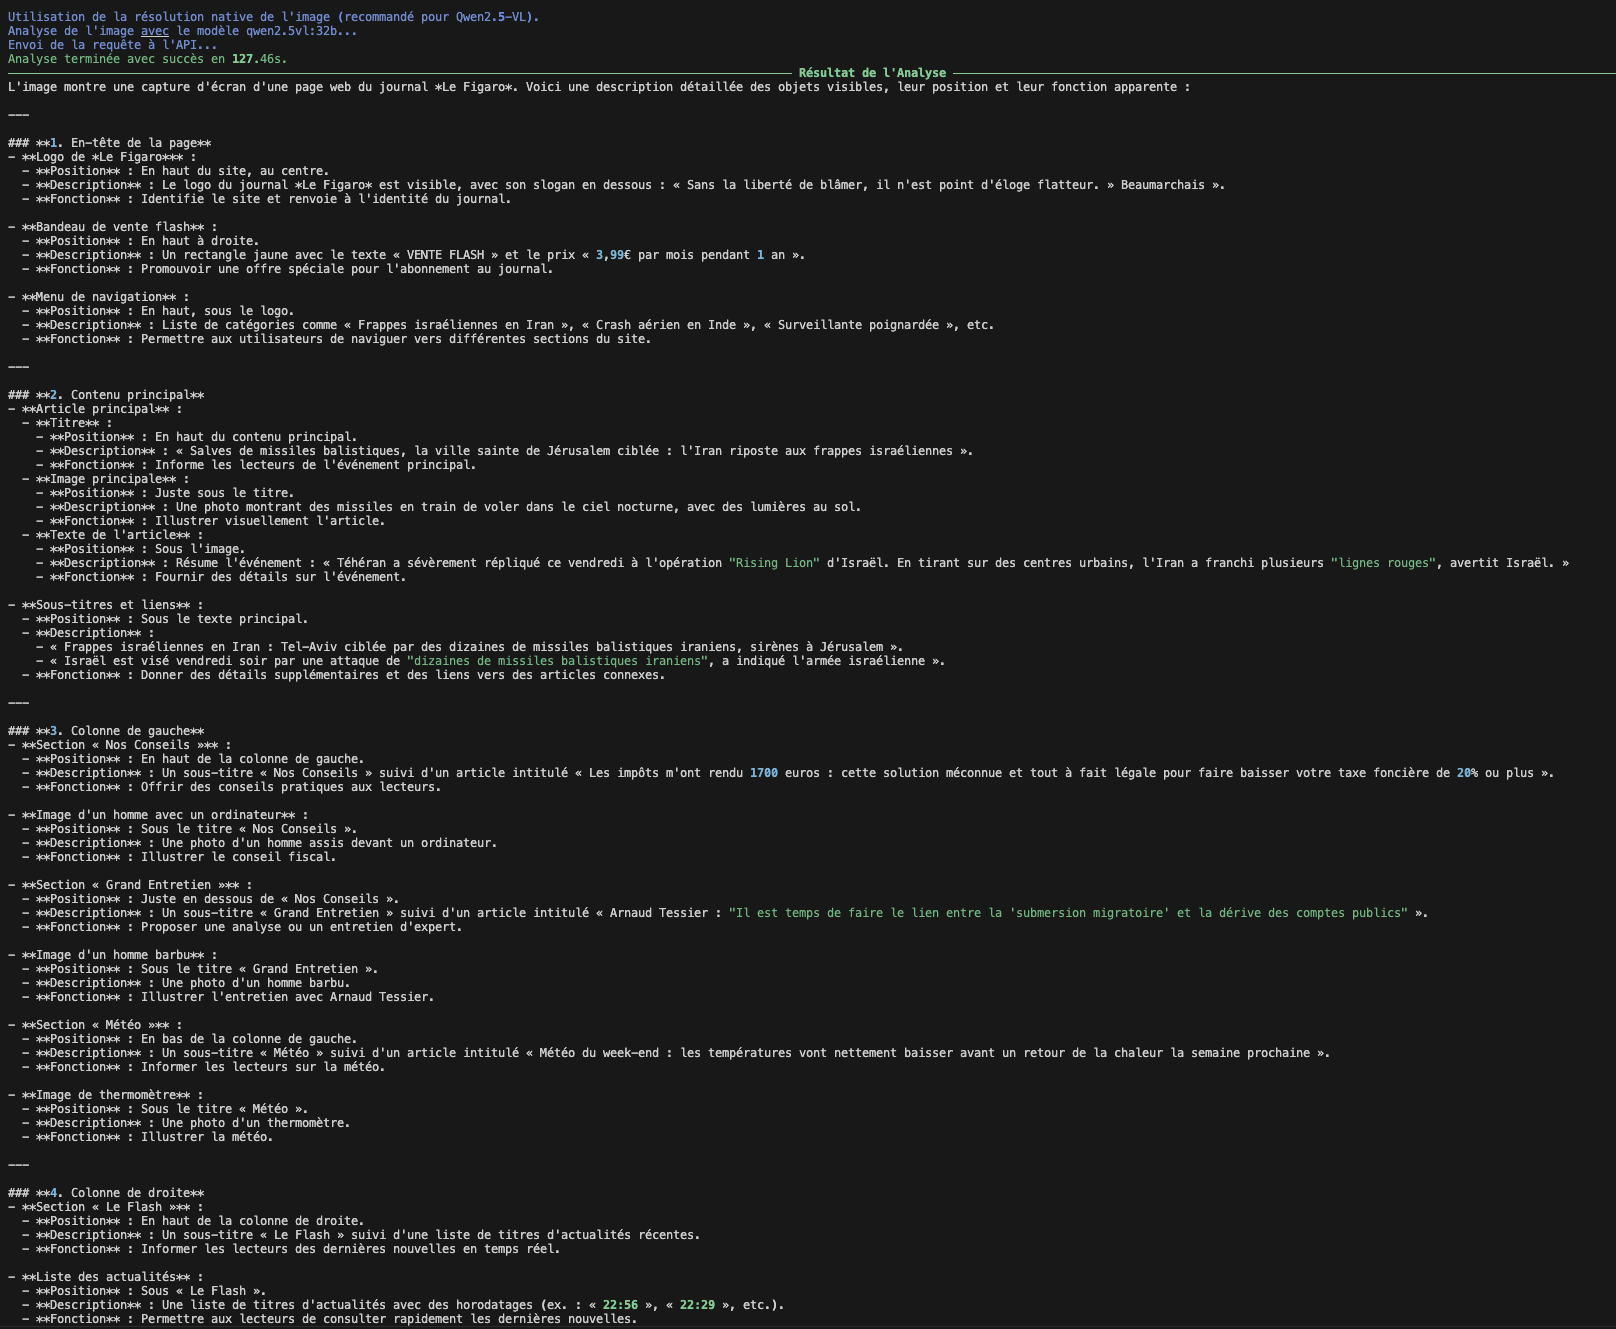 Utilisation de la résolution native de l'image (recommandé pour Qwen2.5-VL).
Analyse de l'image avec le modèle qwen2.5vl:32b...
Envoi de la requête à l'API...
Analyse terminée avec succès en 127.46s.
Résultat de l'Analyse
L'image montre une capture d'écran d'une page web du journal *Le Figaro*. Voici une description détaillée des objets visibles, leur position et leur fonction apparente :

---

### **1. En-tête de la page**
- **Logo de *Le Figaro*** :
  - **Position** : En haut du site, au centre.
  - **Description** : Le logo du journal *Le Figaro* est visible, avec son slogan en dessous : « Sans la liberté de blâmer, il n'est point d'éloge flatteur. » Beaumarchais ».
  - **Fonction** : Identifie le site et renvoie à l'identité du journal.

- **Bandeau de vente flash** :
  - **Position** : En haut à droite.
  - **Description** : Un rectangle jaune avec le texte « VENTE FLASH » et le prix « 3,99€ par mois pendant 1 an ».
  - **Fonction** : Promouvoir une offre spéciale pour l'abonnement au journal.

- **Menu de navigation** :
  - **Position** : En haut, sous le logo.
  - **Description** : Liste de catégories comme « Frappes israéliennes en Iran », « Crash aérien en Inde », « Surveillante poignardée », etc.
  - **Fonction** : Permettre aux utilisateurs de naviguer vers différentes sections du site.

---

### **2. Contenu principal**
- **Article principal** :
  - **Titre** :
    - **Position** : En haut du contenu principal.
    - **Description** : « Salves de missiles balistiques, la ville sainte de Jérusalem ciblée : l'Iran riposte aux frappes israéliennes ».
    - **Fonction** : Informe les lecteurs de l'événement principal.
  - **Image principale** :
    - **Position** : Juste sous le titre.
    - **Description** : Une photo montrant des missiles en train de voler dans le ciel nocturne, avec des lumières au sol.
    - **Fonction** : Illustrer visuellement l'article.
  - **Texte de l'article** :
    - **Position** : Sous l'image.
    - **Description** : Résume l'événement : « Téhéran a sévèrement répliqué ce vendredi à l'opération "Rising Lion" d'Israël. En tirant sur des centres urbains, l'Iran a franchi plusieurs "lignes rouges", avertit Israël. »
    - **Fonction** : Fournir des détails sur l'événement.

- **Sous-titres et liens** :
  - **Position** : Sous le texte principal.
  - **Description** :
    - « Frappes israéliennes en Iran : Tel-Aviv ciblée par des dizaines de missiles balistiques iraniens, sirènes à Jérusalem ».
    - « Israël est visé vendredi soir par une attaque de "dizaines de missiles balistiques iraniens", a indiqué l'armée israélienne ».
  - **Fonction** : Donner des détails supplémentaires et des liens vers des articles connexes.

---

### **3. Colonne de gauche**
- **Section « Nos Conseils »** :
  - **Position** : En haut de la colonne de gauche.
  - **Description** : Un sous-titre « Nos Conseils » suivi d'un article intitulé « Les impôts m'ont rendu 1700 euros : cette solution méconnue et tout à fait légale pour faire baisser votre taxe foncière de 20% ou plus ».
  - **Fonction** : Offrir des conseils pratiques aux lecteurs.

- **Image d'un homme avec un ordinateur** :
  - **Position** : Sous le titre « Nos Conseils ».
  - **Description** : Une photo d'un homme assis devant un ordinateur.
  - **Fonction** : Illustrer le conseil fiscal.

- **Section « Grand Entretien »** :
  - **Position** : Juste en dessous de « Nos Conseils ».
  - **Description** : Un sous-titre « Grand Entretien » suivi d'un article intitulé « Arnaud Tessier : "Il est temps de faire le lien entre la 'submersion migratoire' et la dérive des comptes publics" ».
  - **Fonction** : Proposer une analyse ou un entretien d'expert.

- **Image d'un homme barbu** :
  - **Position** : Sous le titre « Grand Entretien ».
  - **Description** : Une photo d'un homme barbu.
  - **Fonction** : Illustrer l'entretien avec Arnaud Tessier.

- **Section « Météo »** :
  - **Position** : En bas de la colonne de gauche.
  - **Description** : Un sous-titre « Météo » suivi d'un article intitulé « Météo du week-end : les températures vont nettement baisser avant un retour de la chaleur la semaine prochaine ».
  - **Fonction** : Informer les lecteurs sur la météo.

- **Image de thermomètre** :
  - **Position** : Sous le titre « Météo ».
  - **Description** : Une photo d'un thermomètre.
  - **Fonction** : Illustrer la météo.

---

### **4. Colonne de droite**
- **Section « Le Flash »** :
  - **Position** : En haut de la colonne de droite.
  - **Description** : Un sous-titre « Le Flash » suivi d'une liste de titres d'actualités récentes.
  - **Fonction** : Informer les lecteurs des dernières nouvelles en temps réel.

- **Liste des actualités** :
  - **Position** : Sous « Le Flash ».
  - **Description** : Une liste de titres d'actualités avec des horodatages (ex. : « 22:56 », « 22:29 », etc.).
  - **Fonction** : Permettre aux lecteurs de consulter rapidement les dernières nouvelles.